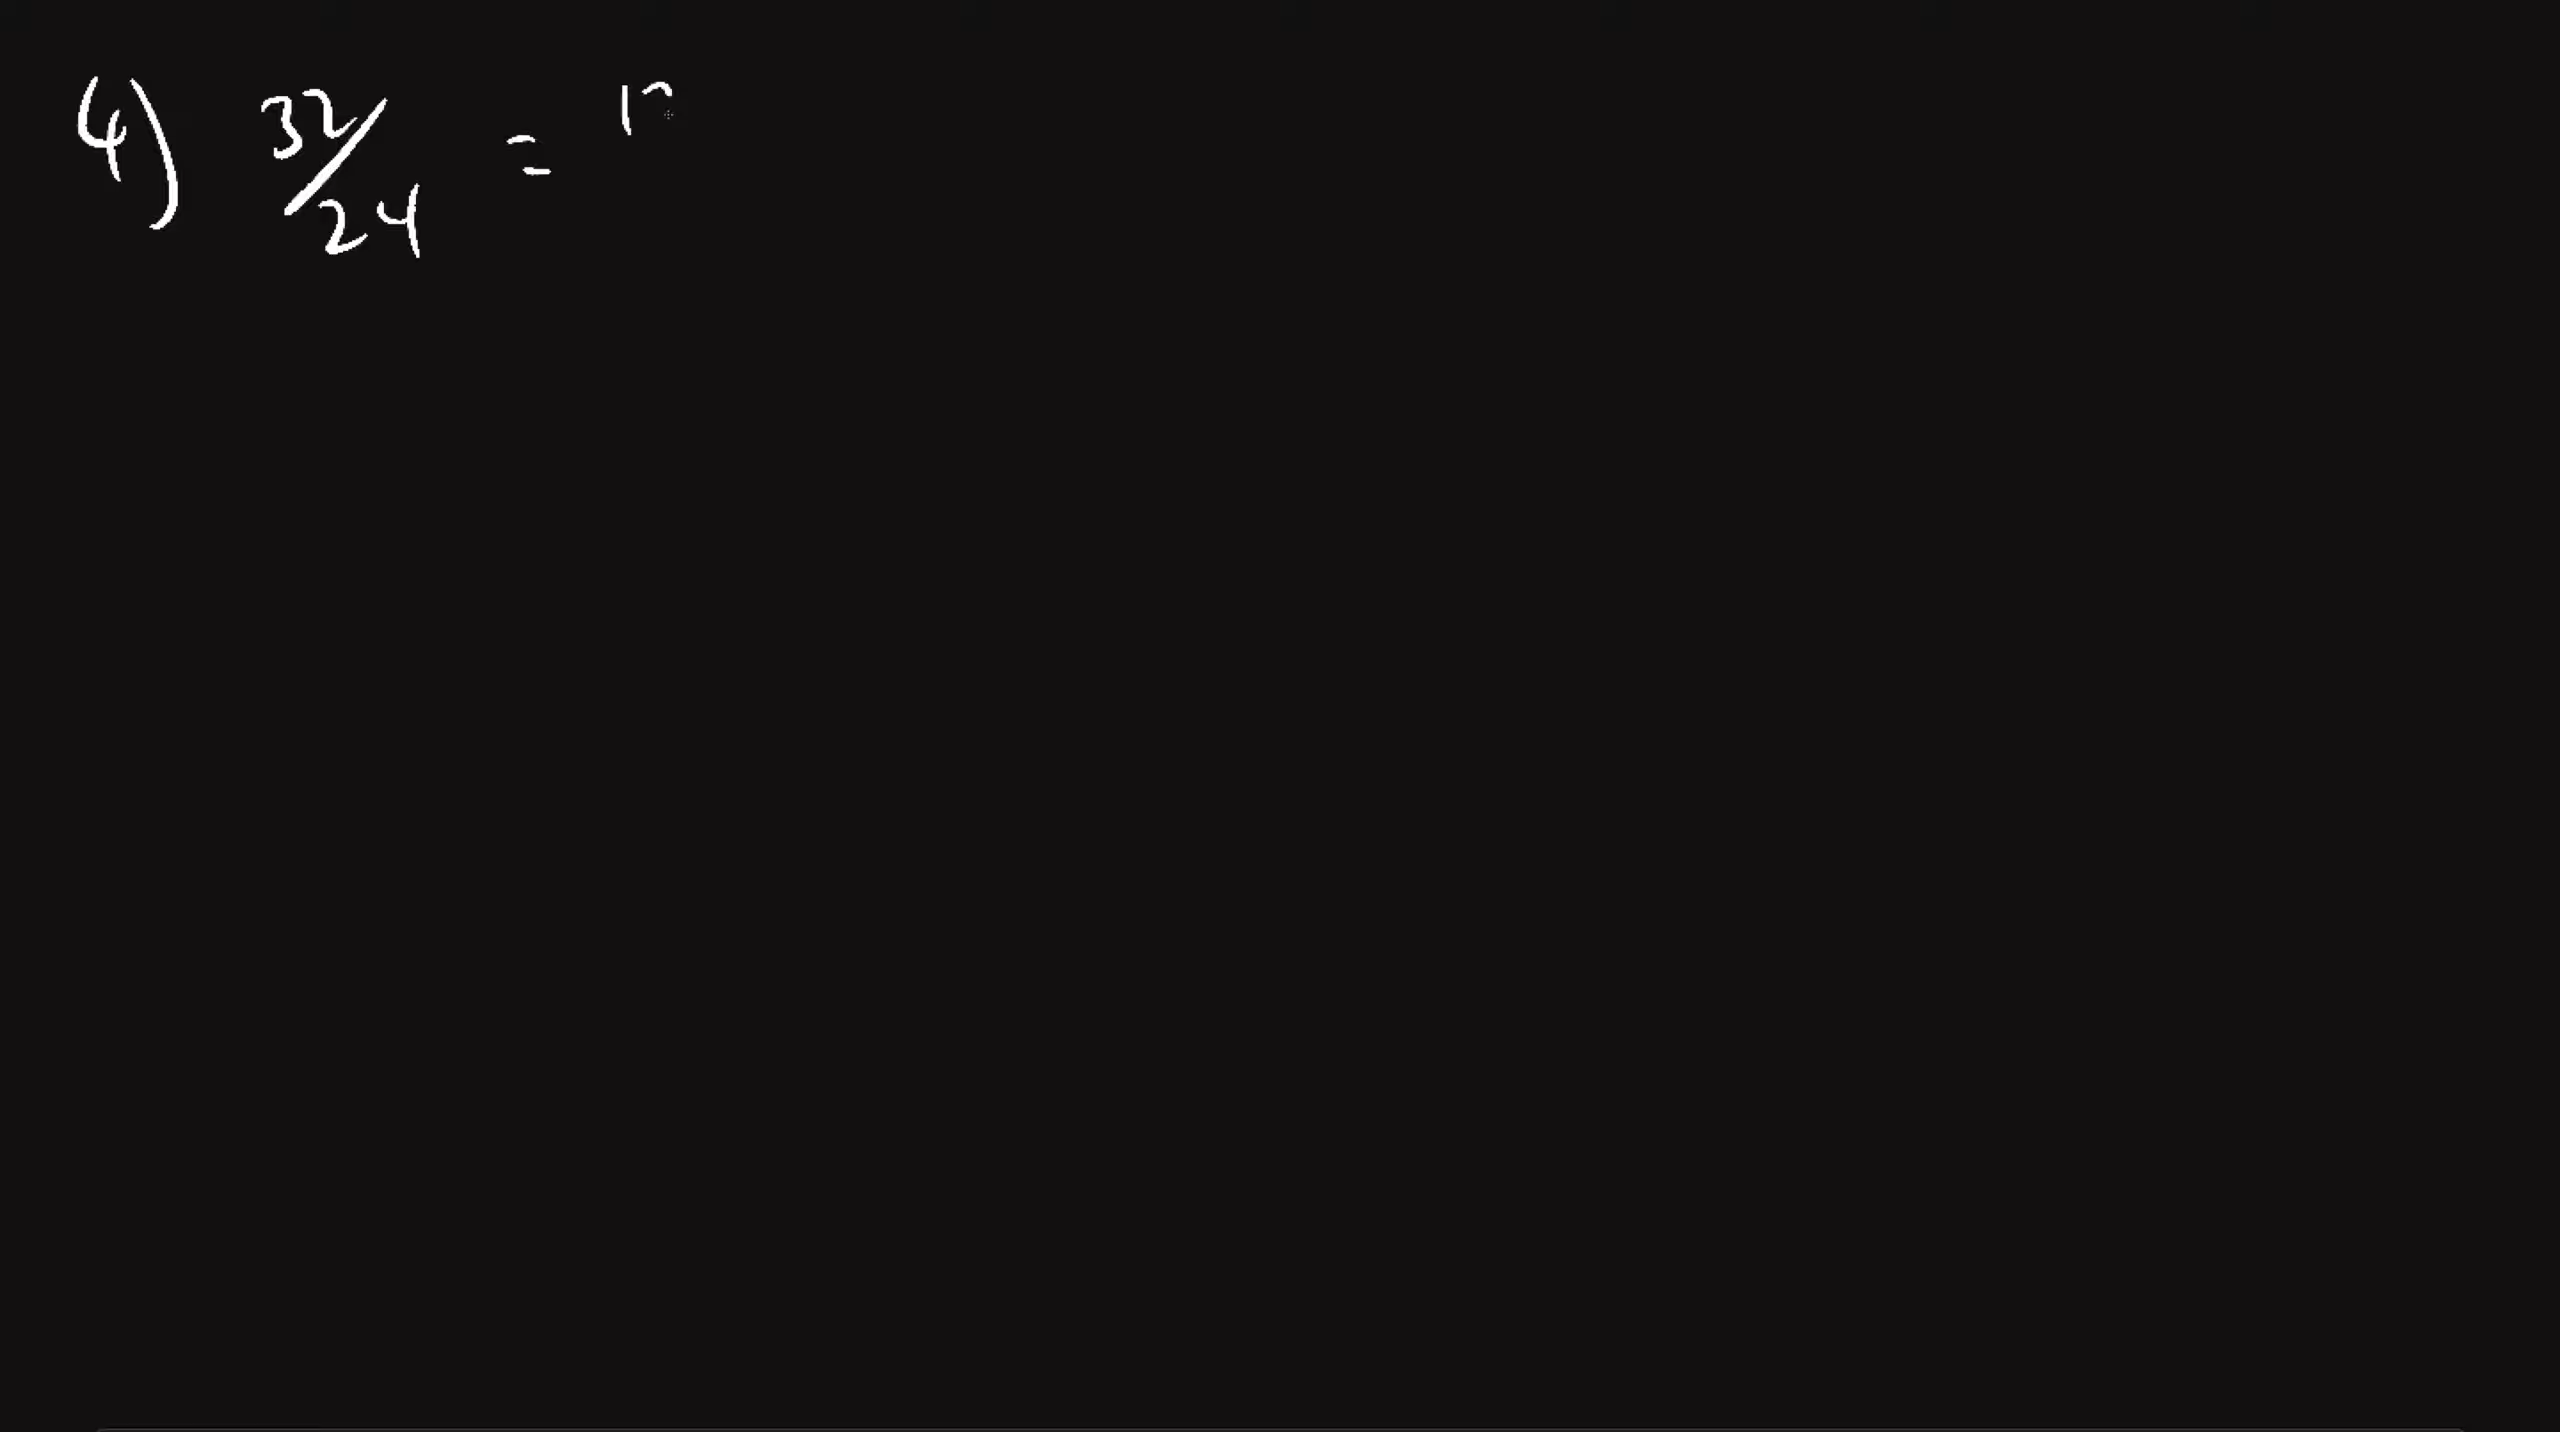 4) 32/24 = 1